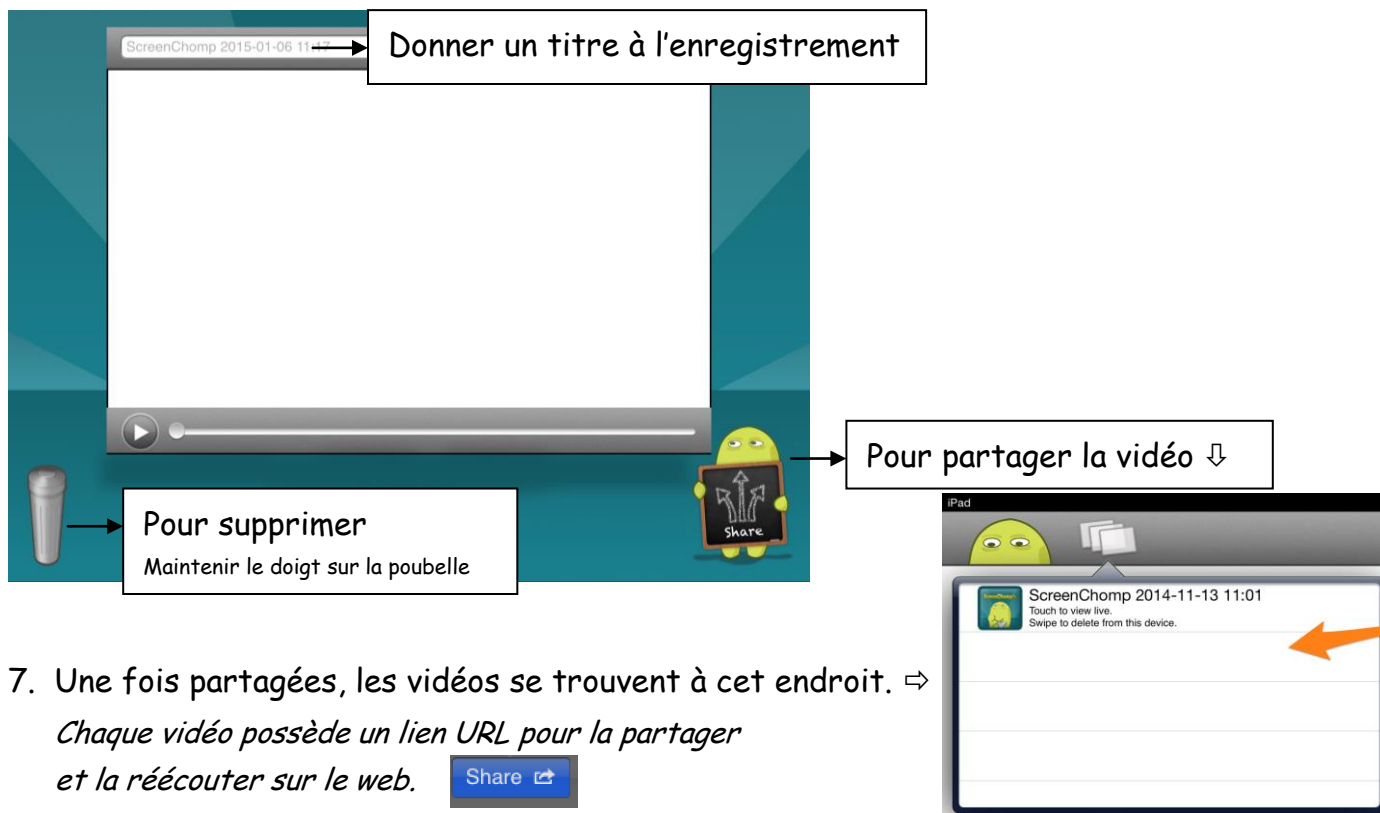 ScreenChomp 2015-01-06 11:17
Donner un titre à l'enregistrement
Pour partager la vidéo ⇩
Share
Pour supprimer
Maintenir le doigt sur la poubelle
iPad
ScreenChomp 2014-11-13 11:01
Touch to view live.
Swipe to delete from this device.
7. Une fois partagées, les vidéos se trouvent à cet endroit. ⇨
Chaque vidéo possède un lien URL pour la partager
et la réécouter sur le web.
Share